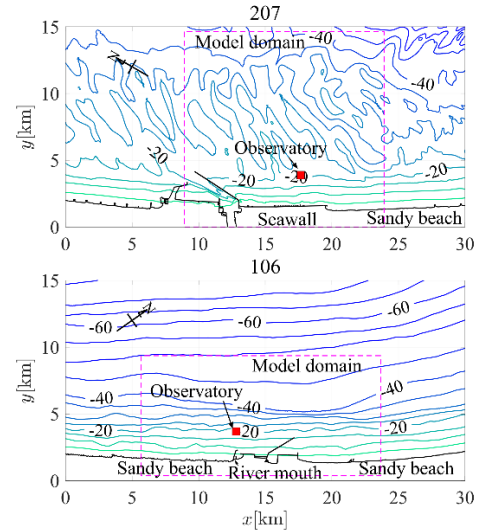 207
15
10
5
0
y[km]
-40
Model domain
N
-40
-20
Observatory
-20
-20
-20
Seawall
Sandy beach
0 5 10 15 20 25 30
106
15
10
5
0
y[km]
N
-60
-60
Model domain
-40
-40
-40
Observatory
-20
-20
20
Sandy beach
River mouth
Sandy beach
0 5 10 15 20 25 30
x[km]